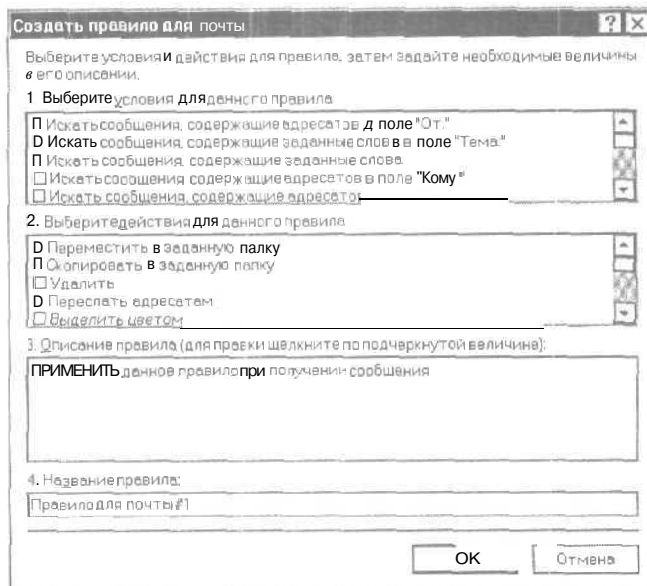 Создать правило для почты
Выберите условия и действия для правила, затем задайте необходимые величины
в его описании.
1 Выберите условия для данного правила
П Искать сообщения, содержащие адресатов д поле "От:"
D Искать сообщения, содержащие заданные слова в поле "Тема:"
П Искать сообщения, содержащие заданные слова
Искать сообщения, содержащие адресатов в поле "Кому"
Искать сообщения, содержащие адресатов
2. Выберите действия для данного правила
D Переместить в заданную папку
П Скопировать в заданную папку
Удалить
D Переслать адресатам
Выделить цветом
3. Описание правила (для правки щелкните по подчеркнутой величине):
ПРИМЕНИТЬ данное правило при получении сообщения
4. Название правила:
Правило для почты #1
OK
Отмена